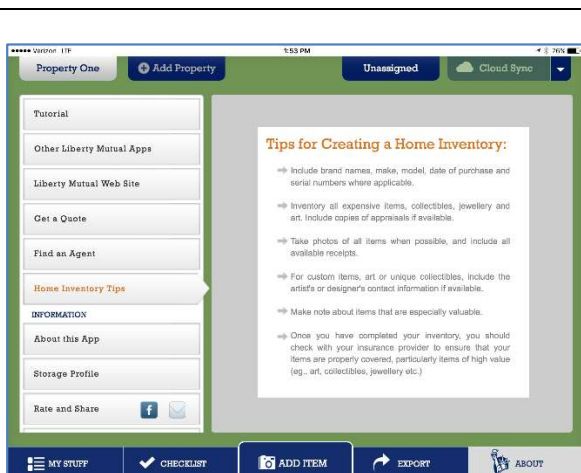 Verizon LTE 1:53 PM 76%
Property One Add Property Unassigned Cloud Sync
Tutorial
Other Liberty Mutual Apps
Liberty Mutual Web Site
Get a Quote
Find an Agent
Home Inventory Tips
INFORMATION
About this App
Storage Profile
Rate and Share f
Tips for Creating a Home Inventory:
Include brand names, make, model, date of purchase and
serial numbers where applicable.
Inventory all expensive items, collectibles, jewellery and
art. Include copies of appraisals if available.
Take photos of all items when possible, and include all
available receipts.
For custom items, art or unique collectibles, include the
artist's or designer's contact information if available.
Make note about items that are especially valuable.
Once you have completed your inventory, you should
check with your insurance provider to ensure that your
items are properly covered, particularly items of high value
(eg., art, collectibles, jewellery etc.)
MY STUFF CHECKLIST ADD ITEM EXPORT ABOUT